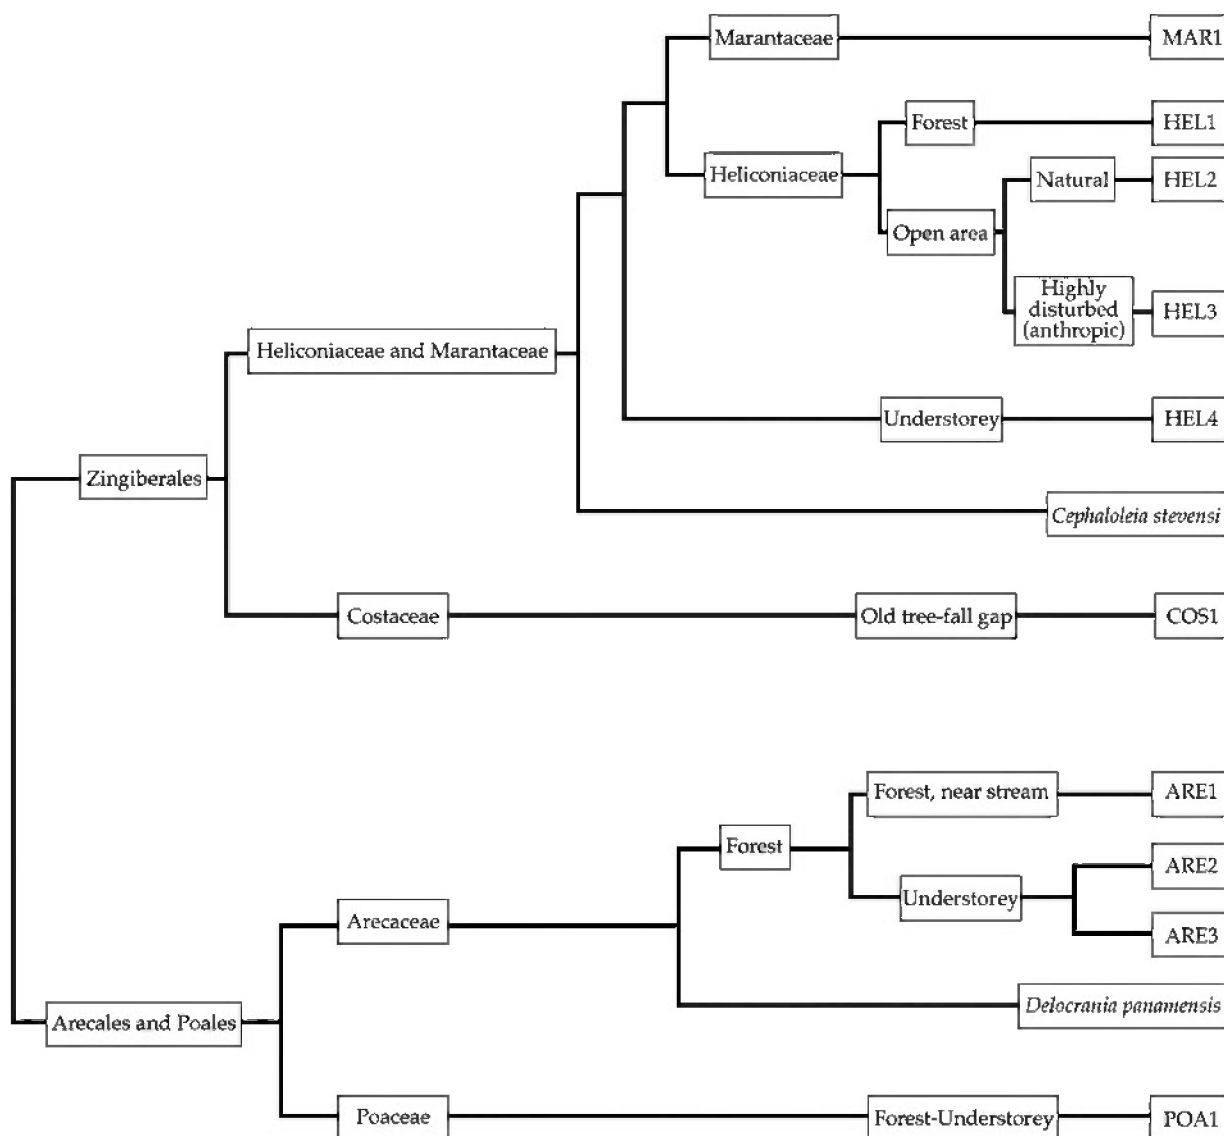 Marantaceae
MAR1
Forest
HEL1
Heliconiaceae
Natural
HEL2
Open area
Highly
disturbed
(anthropic)
HEL3
Heliconiaceae and Marantaceae
Understorey
HEL4
Zingiberales
Cephaloleia stevensi
Costaceae
Old tree-fall gap
COS1
Forest, near stream
ARE1
Forest
ARE2
Understorey
Arecaceae
ARE3
Delocrania panamensis
Arecales and Poales
Poaceae
Forest-Understorey
POA1